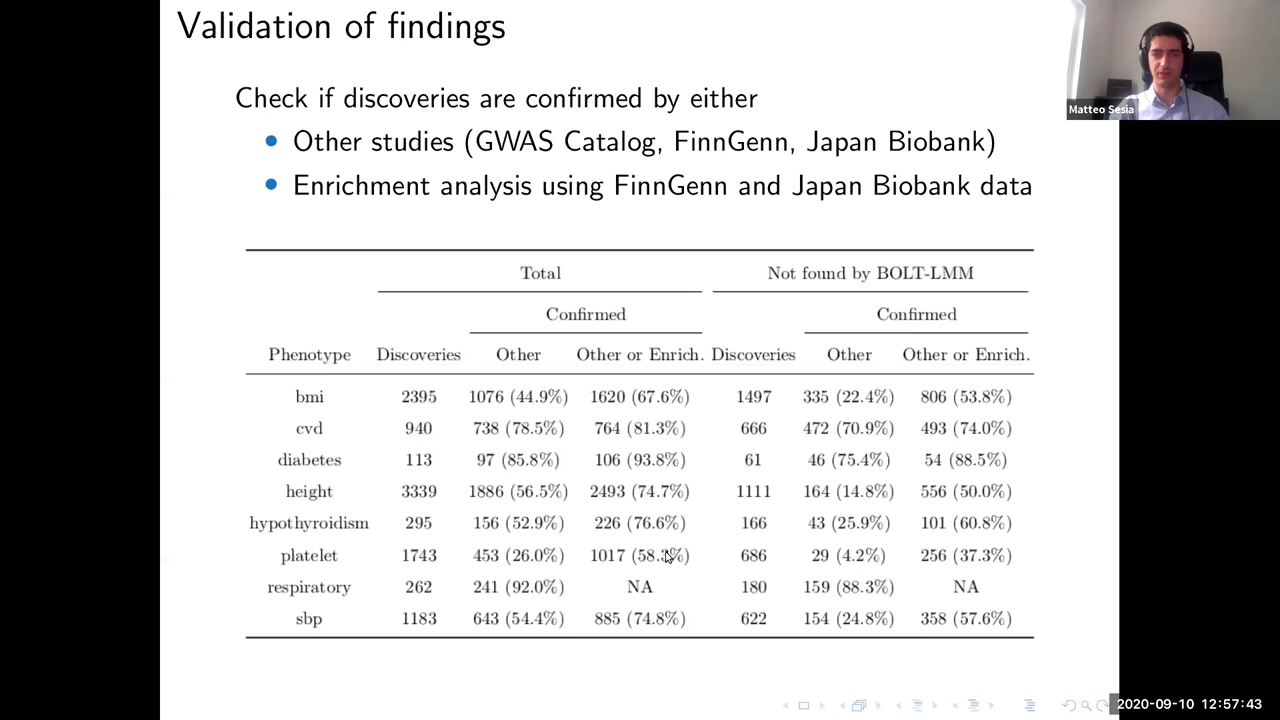 Validation of findings
Matteo Sesia
Check if discoveries are confirmed by either
Other studies (GWAS Catalog, FinnGenn, Japan Biobank)
Enrichment analysis using FinnGenn and Japan Biobank data
Total Not found by BOLT-LMM
Confirmed Confirmed
Phenotype Discoveries Other Other or Enrich. Discoveries Other Other or Enrich.
bmi 2395 1076 (44.9%) 1620 (67.6%) 1497 335 (22.4%) 806 (53.8%)
cvd 940 738 (78.5%) 764 (81.3%) 666 472 (70.9%) 493 (74.0%)
diabetes 113 97 (85.8%) 106 (93.8%) 61 46 (75.4%) 54 (88.5%)
height 3339 1886 (56.5%) 2493 (74.7%) 1111 164 (14.8%) 556 (50.0%)
hypothyroidism 295 156 (52.9%) 226 (76.6%) 166 43 (25.9%) 101 (60.8%)
platelet 1743 453 (26.0%) 1017 686 29 (4.2%) 256 (37.3%)
respiratory 262 241 (92.0%) NA 180 159 (88.3%) NA
sbp 1183 643 (54.4%) 885 (74.8%) 622 154 (24.8%) 358 (57.6%)
2020-09-10 12:57:43